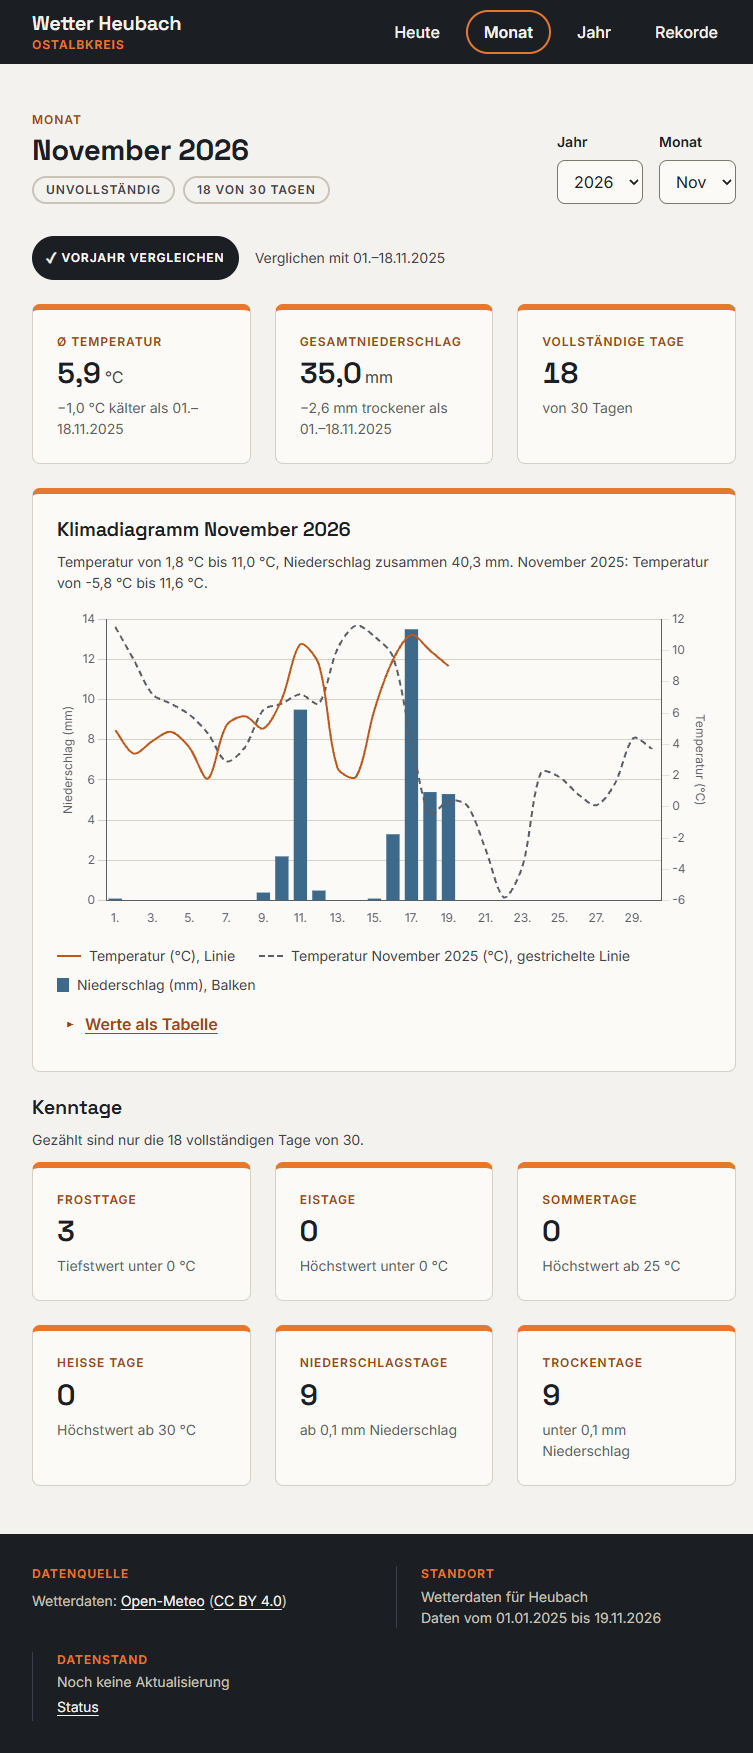 Wetter Heubach
OSTALBKREIS
Heute Monat Jahr Rekorde
MONAT
November 2026
UNVOLLSTÄNDIG 18 VON 30 TAGEN
Jahr Monat
2026 Nov
✓ VORJAHR VERGLEICHEN Verglichen mit 01.–18.11.2025
Ø TEMPERATUR
5,9 °C
−1,0 °C kälter als 01.–
18.11.2025
GESAMTNIEDERSCHLAG
35,0 mm
−2,6 mm trockener als
01.–18.11.2025
VOLLSTÄNDIGE TAGE
18
von 30 Tagen
Klimadiagramm November 2026
Temperatur von 1,8 °C bis 11,0 °C, Niederschlag zusammen 40,3 mm. November 2025: Temperatur
von -5,8 °C bis 11,6 °C.
Niederschlag (mm)
14
12
10
8
6
4
2
0
12
10
8
6
4
2
0
-2
-4
-6
Temperatur (°C)
1. 3. 5. 7. 9. 11. 13. 15. 17. 19. 21. 23. 25. 27. 29.
Temperatur (°C), Linie Temperatur November 2025 (°C), gestrichelte Linie
Niederschlag (mm), Balken
▸ Werte als Tabelle
Kenntage
Gezählt sind nur die 18 vollständigen Tage von 30.
FROSTTAGE
3
Tiefstwert unter 0 °C
EISTAGE
0
Höchstwert unter 0 °C
SOMMERTAGE
0
Höchstwert ab 25 °C
HEISSE TAGE
0
Höchstwert ab 30 °C
NIEDERSCHLAGSTAGE
9
ab 0,1 mm Niederschlag
TROCKENTAGE
9
unter 0,1 mm
Niederschlag
DATENQUELLE
Wetterdaten: Open-Meteo (CC BY 4.0)
STANDORT
Wetterdaten für Heubach
Daten vom 01.01.2025 bis 19.11.2026
DATENSTAND
Noch keine Aktualisierung
Status